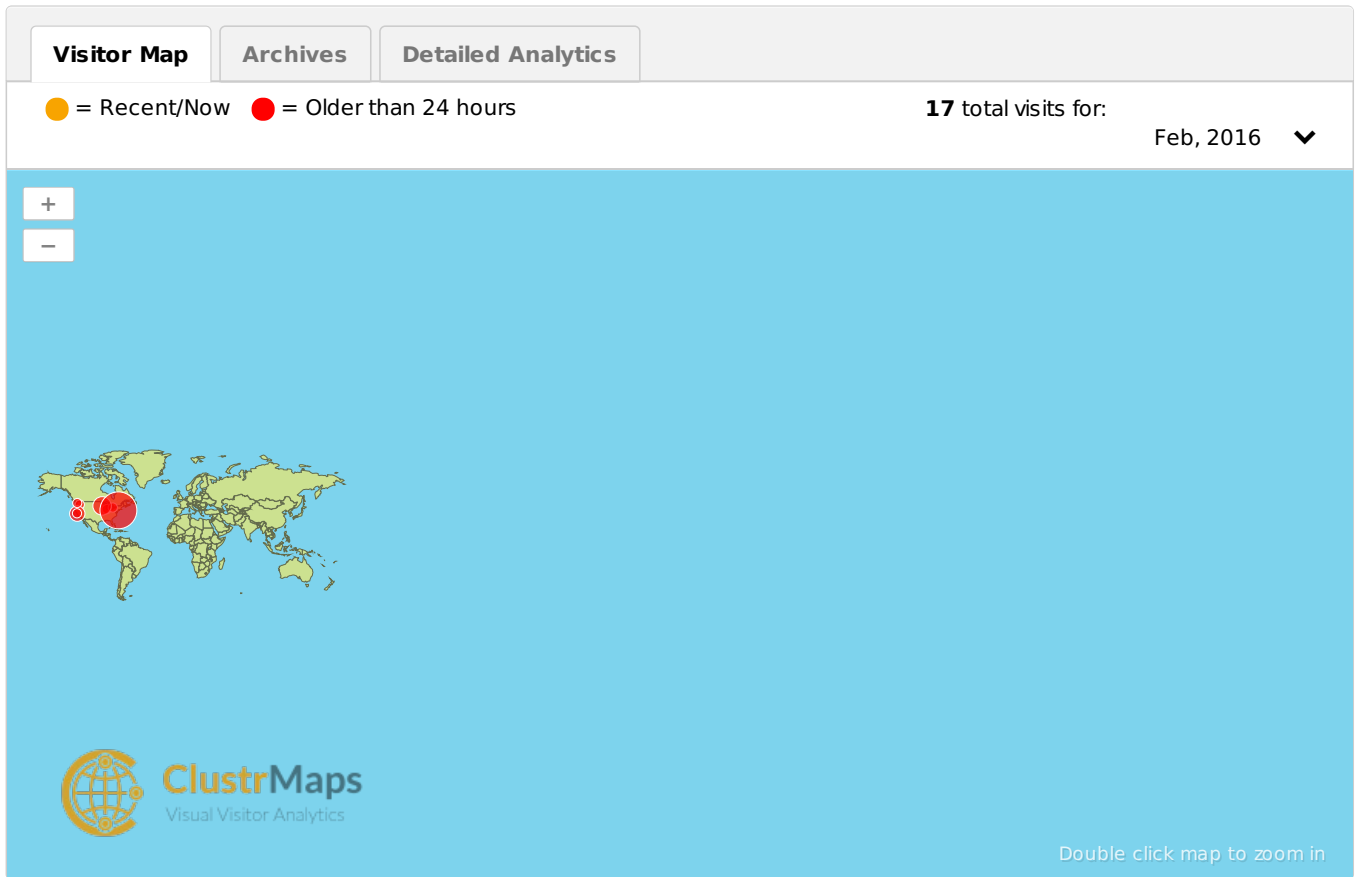 Visitor Map Archives Detailed Analytics
= Recent/Now = Older than 24 hours 17 total visits for:
Feb, 2016
+
−
ClustrMaps
Visual Visitor Analytics
Double click map to zoom in